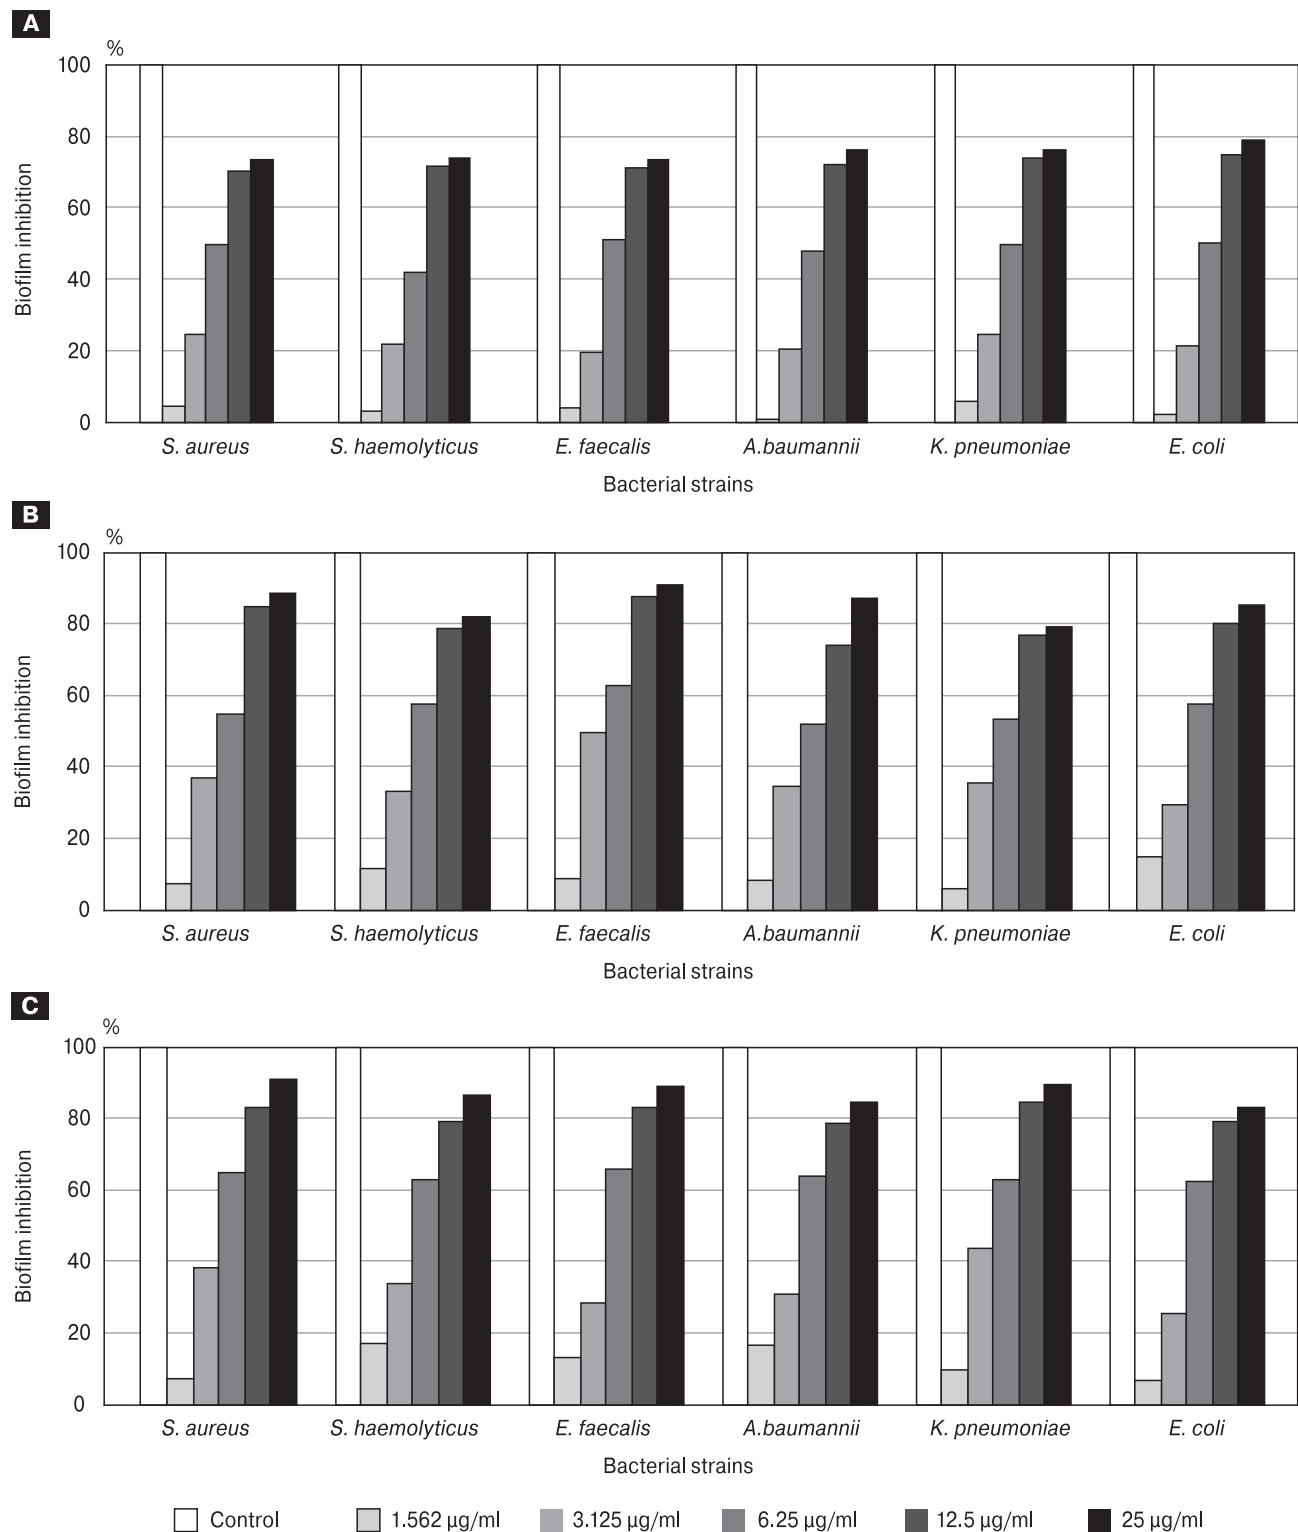 A
%
100
80
60
40
20
0
Biofilm inhibition
S. aureus S. haemolyticus E. faecalis A.baumannii K. pneumoniae E. coli
Bacterial strains
B
%
100
80
60
40
20
0
Biofilm inhibition
S. aureus S. haemolyticus E. faecalis A.baumannii K. pneumoniae E. coli
Bacterial strains
C
%
100
80
60
40
20
0
Biofilm inhibition
S. aureus S. haemolyticus E. faecalis A.baumannii K. pneumoniae E. coli
Bacterial strains
Control 1.562 µg/ml 3.125 µg/ml 6.25 µg/ml 12.5 µg/ml 25 µg/ml